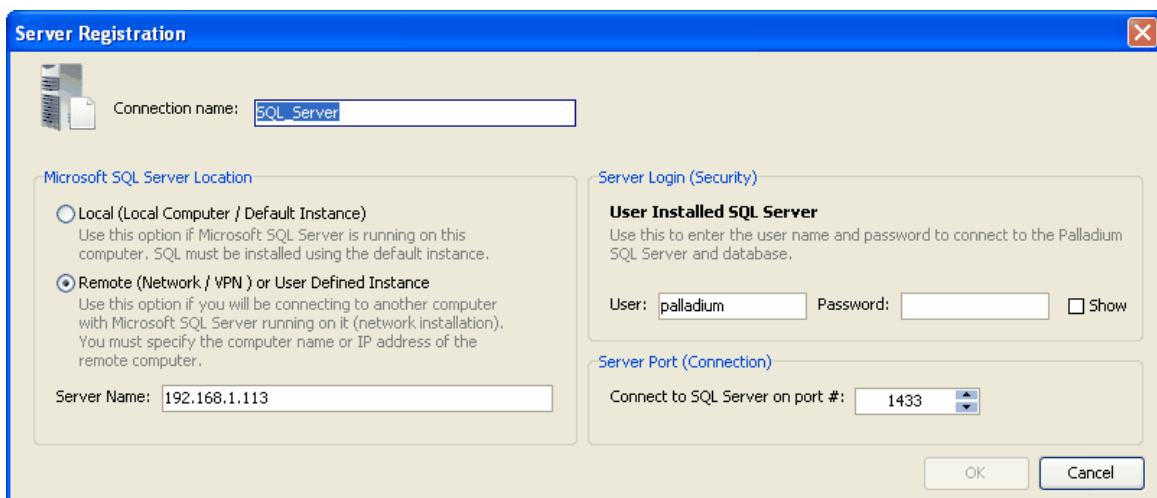 Server Registration
Connection name: SQL_Server
Microsoft SQL Server Location
Local (Local Computer / Default Instance)
Use this option if Microsoft SQL Server is running on this
computer. SQL must be installed using the default instance.
Remote (Network / VPN ) or User Defined Instance
Use this option if you will be connecting to another computer
with Microsoft SQL Server running on it (network installation).
You must specify the computer name or IP address of the
remote computer.
Server Name: 192.168.1.113
Server Login (Security)
User Installed SQL Server
Use this to enter the user name and password to connect to the Palladium
SQL Server and database.
User: palladium Password: Show
Server Port (Connection)
Connect to SQL Server on port #: 1433
OK Cancel